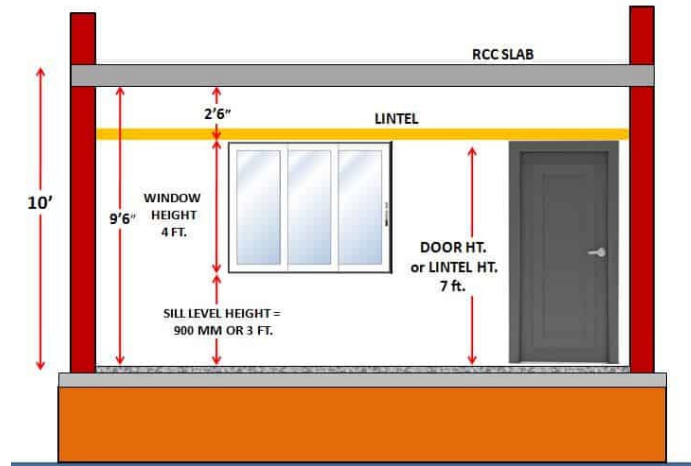 RCC SLAB
2'6"
LINTEL
10'
9'6"
WINDOW
HEIGHT
4 FT.
DOOR HT.
or LINTEL HT.
7 ft.
SILL LEVEL HEIGHT =
900 MM OR 3 FT.